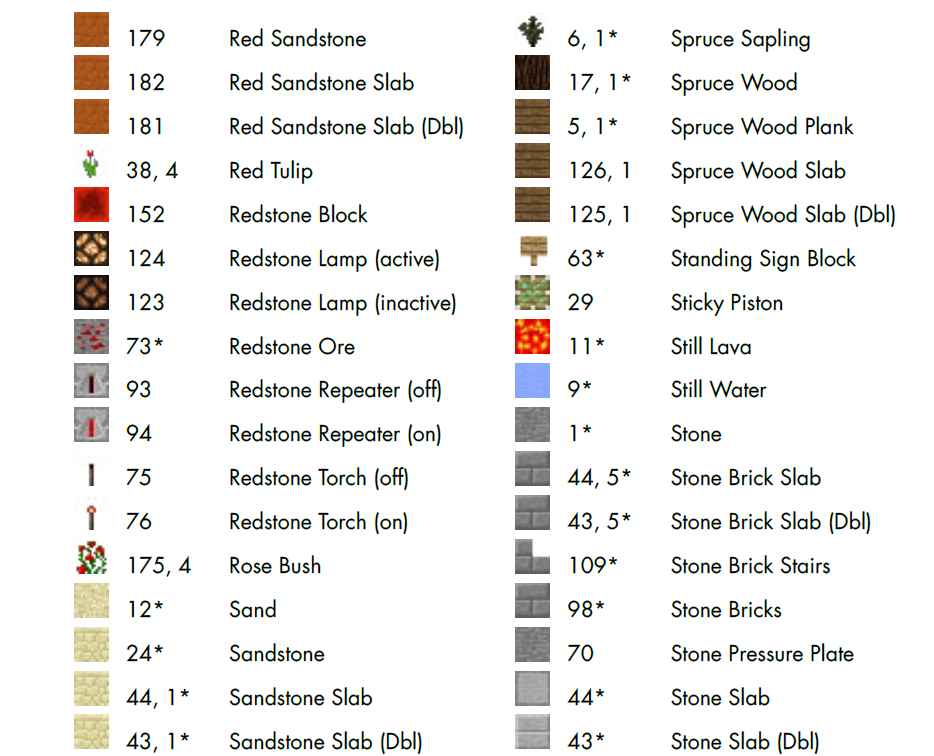 179 Red Sandstone
182 Red Sandstone Slab
181 Red Sandstone Slab (Dbl)
38, 4 Red Tulip
152 Redstone Block
124 Redstone Lamp (active)
123 Redstone Lamp (inactive)
73* Redstone Ore
93 Redstone Repeater (off)
94 Redstone Repeater (on)
75 Redstone Torch (off)
76 Redstone Torch (on)
175, 4 Rose Bush
12* Sand
24* Sandstone
44, 1* Sandstone Slab
43, 1* Sandstone Slab (Dbl)
6, 1* Spruce Sapling
17, 1* Spruce Wood
5, 1* Spruce Wood Plank
126, 1 Spruce Wood Slab
125, 1 Spruce Wood Slab (Dbl)
63* Standing Sign Block
29 Sticky Piston
11* Still Lava
9* Still Water
1* Stone
44, 5* Stone Brick Slab
43, 5* Stone Brick Slab (Dbl)
109* Stone Brick Stairs
98* Stone Bricks
70 Stone Pressure Plate
44* Stone Slab
43* Stone Slab (Dbl)